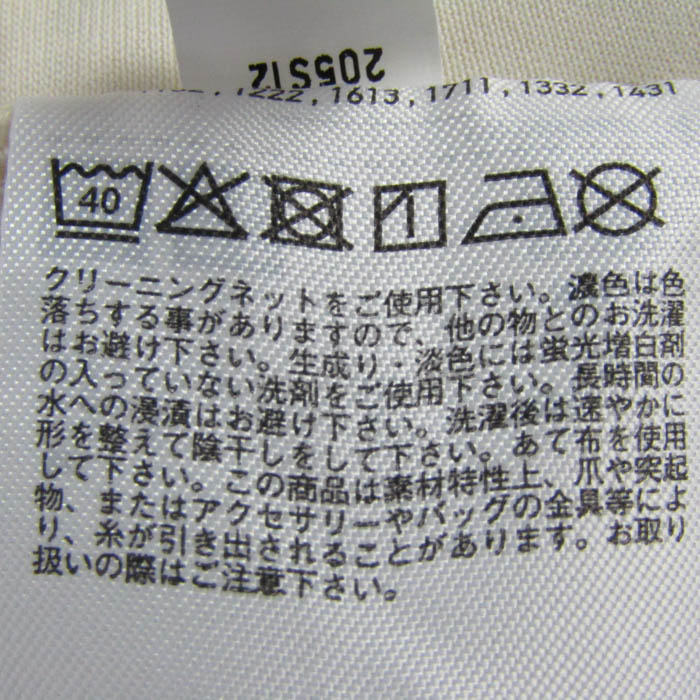 205S12
1222,1613,1711,1332,1431
40
クリーニングネットをご使用下さい。濃色は色
落ちする事がありますので、他の物とのお洗濯
はお避け下さい。生成り・淡色には蛍光増白剤
の入っていない洗剤をご使用下さい。長時間の
水への浸漬はお避け下さい。洗濯後は速やかに
形を整えて陰干しをして下さい。あて布を使用
して下さい。この商品は素材特性上、爪や突起
物、またはアクセサリーやバッグの金具等によ
り、糸が引き出されることがあります。お取り
扱いの際はご注意下さい。